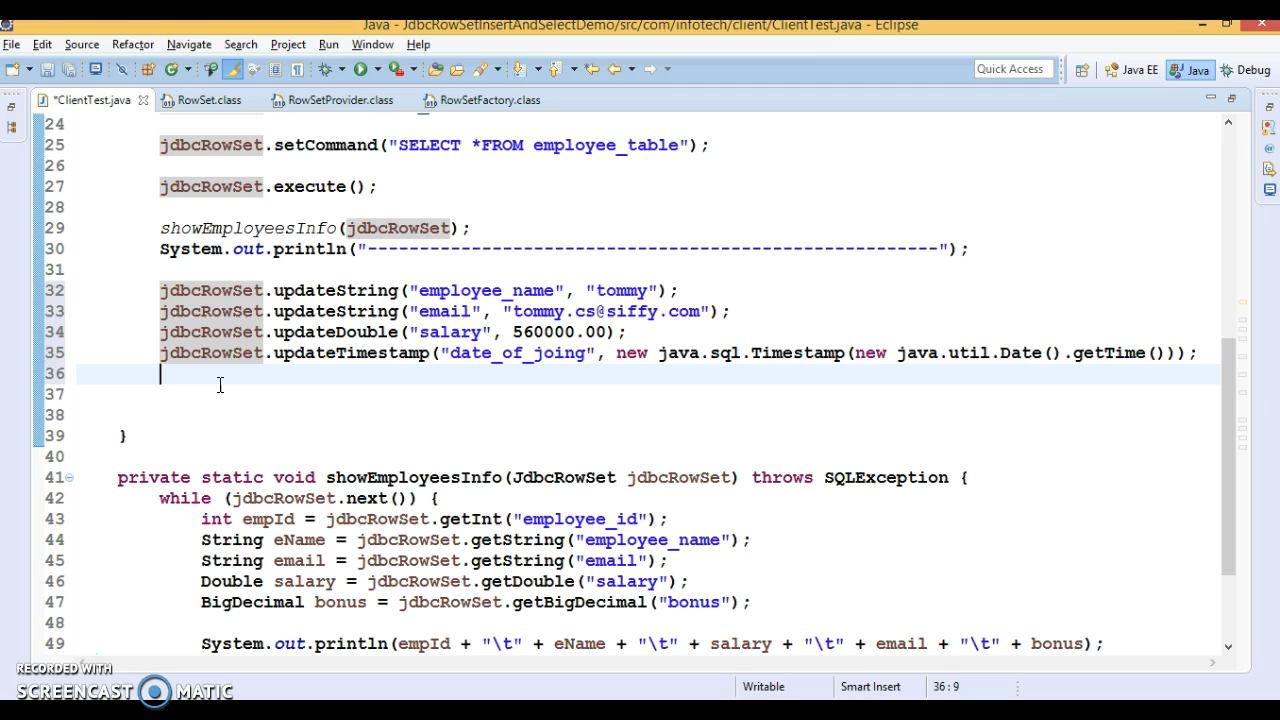 Java - JdbcRowSetInsertAndSelectDemo/src/com/infotech/client/ClientTest.java - Eclipse
File Edit Source Refactor Navigate Search Project Run Window Help
Quick Access Java EE Java Debug
*ClientTest.java RowSet.class RowSetProvider.class RowSetFactory.class
24
25 jdbcRowSet.setCommand("SELECT *FROM employee_table");
26
27 jdbcRowSet.execute();
28
29 showEmployeesInfo(jdbcRowSet);
30 System.out.println("-------------------------------------------------------");
31
32 jdbcRowSet.updateString("employee_name", "tommy");
33 jdbcRowSet.updateString("email", "tommy.cs@siffy.com");
34 jdbcRowSet.updateDouble("salary", 560000.00);
35 jdbcRowSet.updateTimestamp("date_of_joing", new java.sql.Timestamp(new java.util.Date().getTime()));
36
37
38
39 }
40
41 private static void showEmployeesInfo(JdbcRowSet jdbcRowSet) throws SQLException {
42 while (jdbcRowSet.next()) {
43 int empId = jdbcRowSet.getInt("employee_id");
44 String eName = jdbcRowSet.getString("employee_name");
45 String email = jdbcRowSet.getString("email");
46 Double salary = jdbcRowSet.getDouble("salary");
47 BigDecimal bonus = jdbcRowSet.getBigDecimal("bonus");
48
49 System.out.println(empId + "\t" + eName + "\t" + salary + "\t" + email + "\t" + bonus);
RECORDED WITH
SCREENCAST MATIC
Writable Smart Insert 36:9